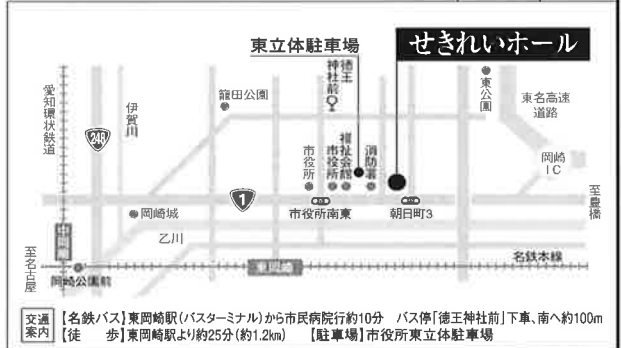 せきれいホール
東立体駐車場
徳王
神社前
東公園
東名高速
道路
籠田公園
愛知環状鉄道
伊賀川
248
岡崎
IC
市役所
市役所
福祉会館
消防署
1
至豊橋
岡崎城
市役所南東
朝日町3
乙川
中岡崎
至名古屋
名鉄本線
東岡崎
岡崎公園前
交通
案内
【名鉄バス】東岡崎駅(バスターミナル)から市民病院行約10分 バス停「徳王神社前」下車、南へ約100m
【徒 歩】東岡崎駅より約25分(約1.2km) 【駐車場】市役所東立体駐車場